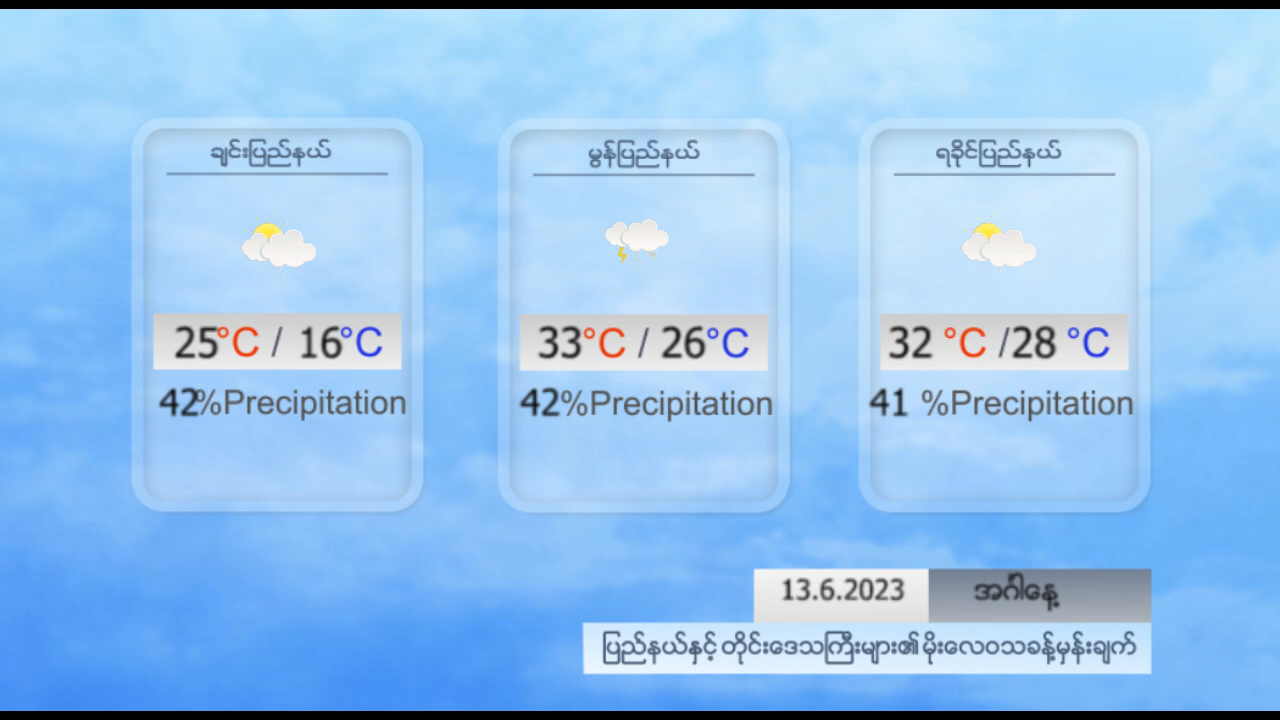 ချင်းပြည်နယ်
25°C / 16°C
42%Precipitation
မွန်ပြည်နယ်
33°C / 26°C
42%Precipitation
ရခိုင်ပြည်နယ်
32 °C /28 °C
41 %Precipitation
13.6.2023 အင်္ဂါနေ့
ပြည်နယ်နှင့် တိုင်းဒေသကြီးများ၏ မိုးလေဝသခန့်မှန်းချက်